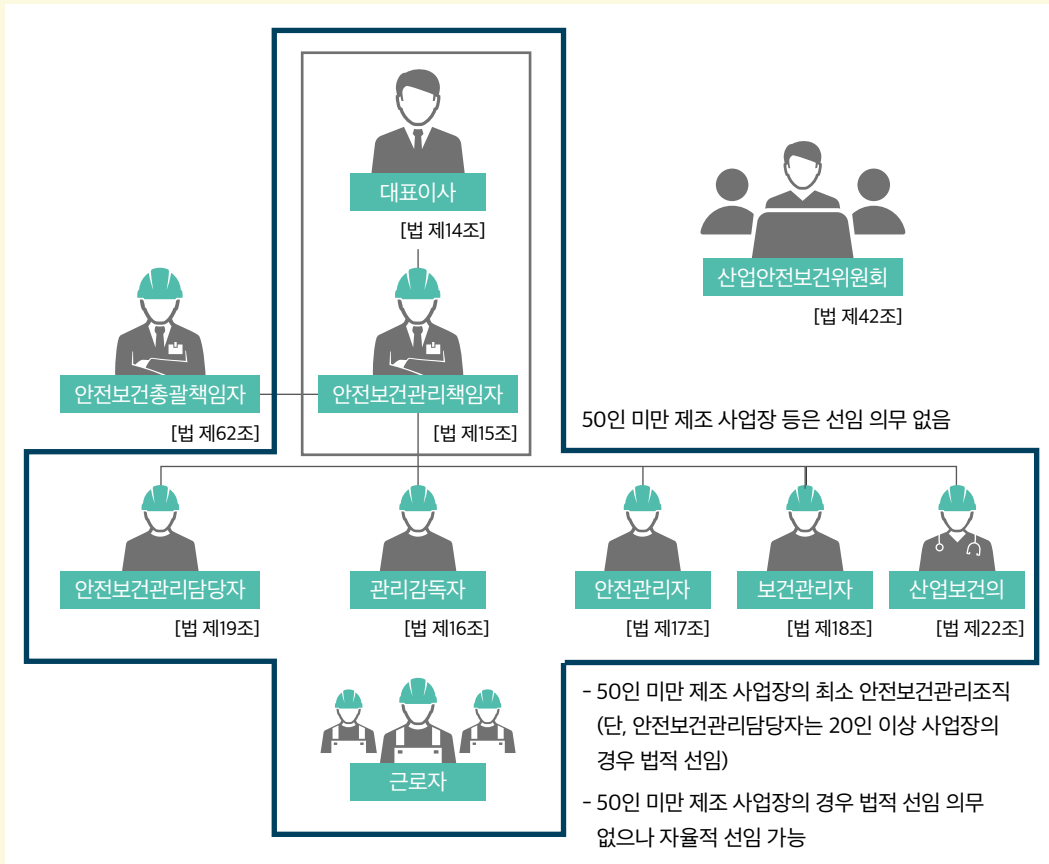 대표이사
[법 제14조]
산업안전보건위원회
[법 제42조]
안전보건총괄책임자
[법 제62조]
안전보건관리책임자
[법 제15조]
50인 미만 제조 사업장 등은 선임 의무 없음
안전보건관리담당자
[법 제19조]
관리감독자
[법 제16조]
안전관리자
[법 제17조]
보건관리자
[법 제18조]
산업보건의
[법 제22조]
근로자
- 50인 미만 제조 사업장의 최소 안전보건관리조직
(단, 안전보건관리담당자는 20인 이상 사업장의
경우 법적 선임)
- 50인 미만 제조 사업장의 경우 법적 선임 의무
없으나 자율적 선임 가능